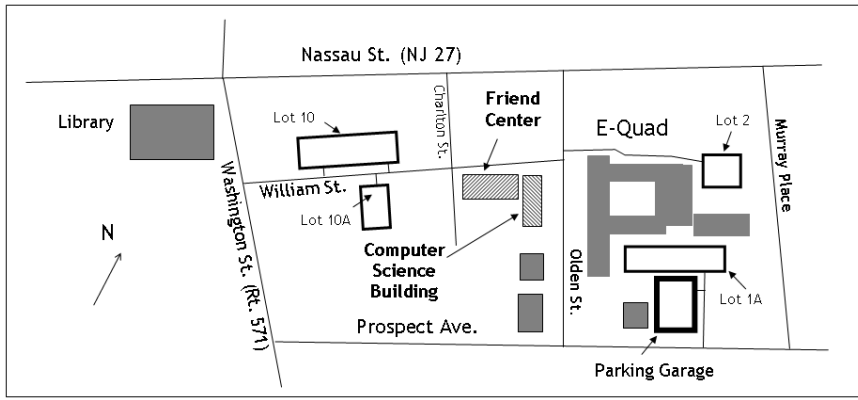 Nassau St. (NJ 27)
Library
Lot 10
Charlton St.
Friend
Center
E-Quad
Lot 2
Murray Place
Washington St. (Rt. 571)
William St.
Lot 10A
N
Computer
Science
Building
Olden St.
Lot 1A
Prospect Ave.
Parking Garage